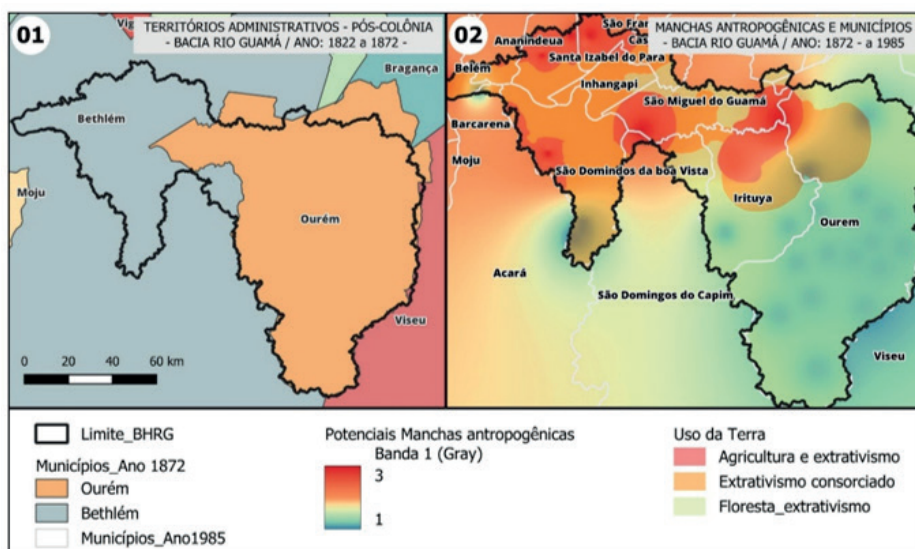 01
TERRITÓRIOS ADMINISTRATIVOS - PÓS-COLÔNIA
- BACIA RIO GUAMÁ / ANO: 1822 a 1872 -
Bragança
Bethlém
Moju
Ourém
Viseu
0 20 40 60 km
02
MANCHAS ANTROPOGÊNICAS E MUNICÍPIOS
- BACIA RIO GUAMÁ / ANO: 1872 - a 1985)
São Fran
Cas
Ananindeua
Santa Izabel do Para
Belém
Inhangapi
São Miguel do Guamá
Barcarena
Moju
São Domindos da boa Vista
Irituya
Ourem
Acará
São Domingos do Capim
Viseu
Limite_BHRG
Municípios_Ano 1872
Ourém
Bethlém
Municípios_Ano1985
Potenciais Manchas antropogênicas
Banda 1 (Gray)
3
1
Uso da Terra
Agricultura e extrativismo
Extrativismo consorciado
Floresta_extrativismo